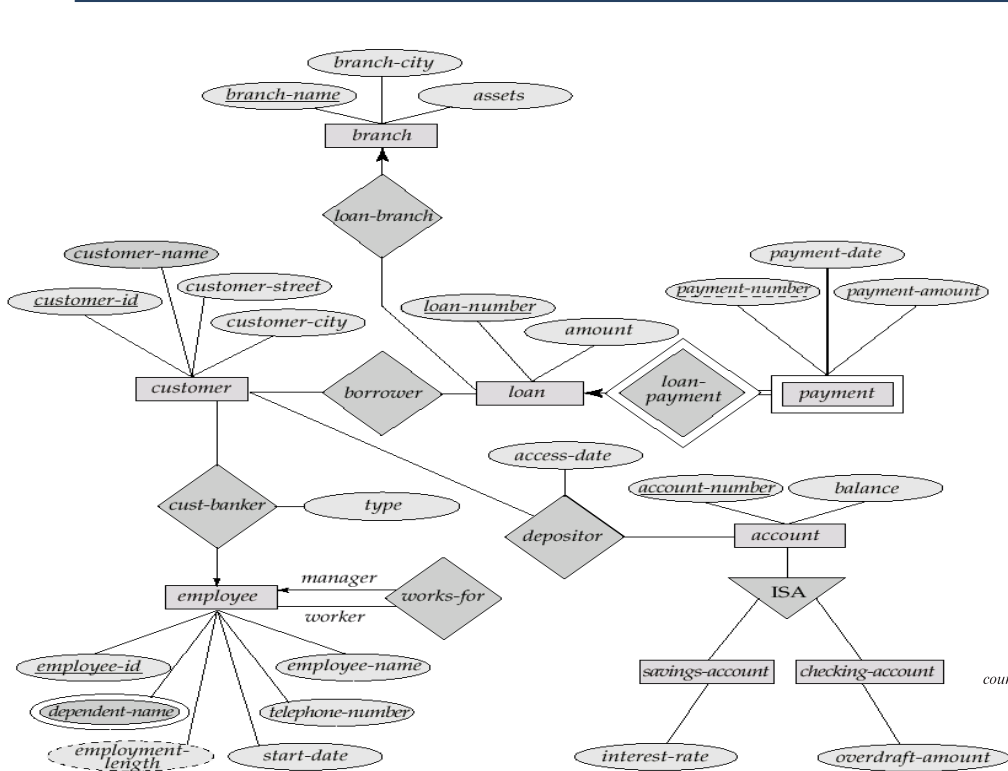 branch-city
branch-name
assets
branch
loan-branch
customer-name
customer-street
customer-id
customer-city
payment-date
payment-number
payment-amount
loan-number
amount
customer
borrower
loan
loan-
payment
payment
access-date
account-number
balance
cust-banker
type
depositor
account
manager
employee
works-for
worker
ISA
employee-id
employee-name
savings-account
checking-account
dependent-name
telephone-number
employment-
length
start-date
interest-rate
overdraft-amount